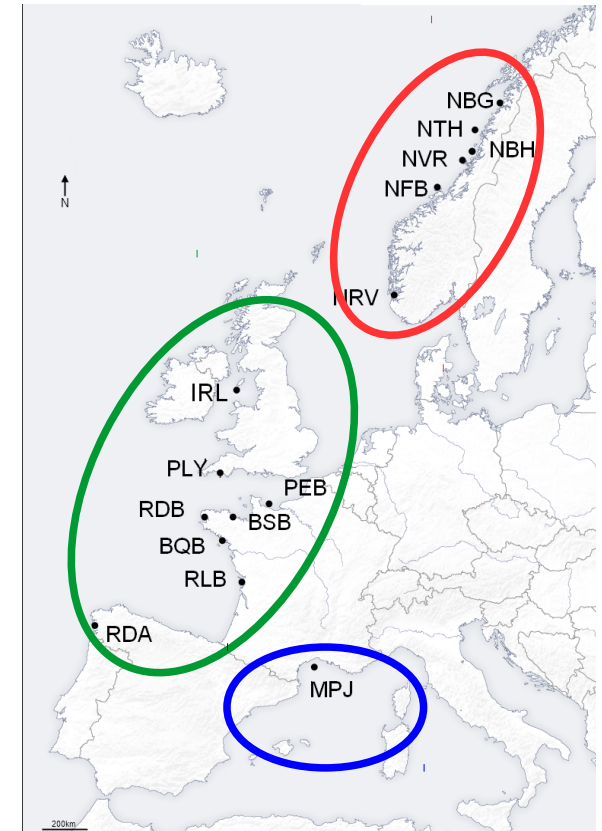 NBG
NTH
NBH
NVR
NFB
N
NRV
IRL
PLY
PEB
RDB
BSB
BQB
RLB
RDA
MPJ
200km